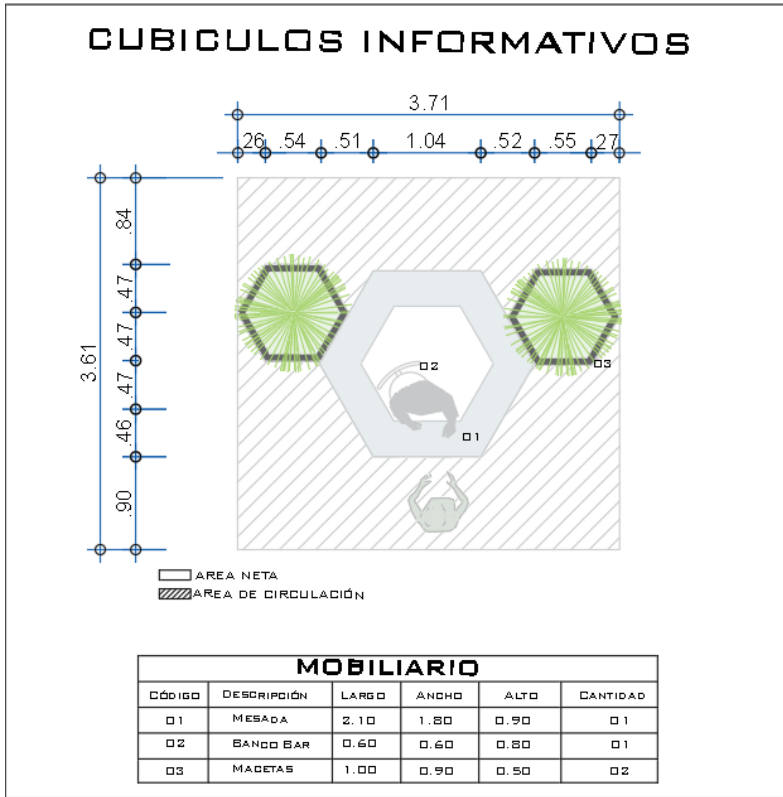 CUBICULOS INFORMATIVOS
3.71
.26 .54 .51 1.04 .52 .55 .27
.84
.47
.47
3.61
.47
.46
.90
02
03
01
AREA NETA
AREA DE CIRCULACIÓN
MOBILIARIO
CÓDIGO DESCRIPCIÓN LARGO ANCHO ALTO CANTIDAD
01 MESADA 2.10 1.80 0.90 01
02 BANCO BAR 0.60 0.60 0.80 01
03 MACETAS 1.00 0.90 0.50 02